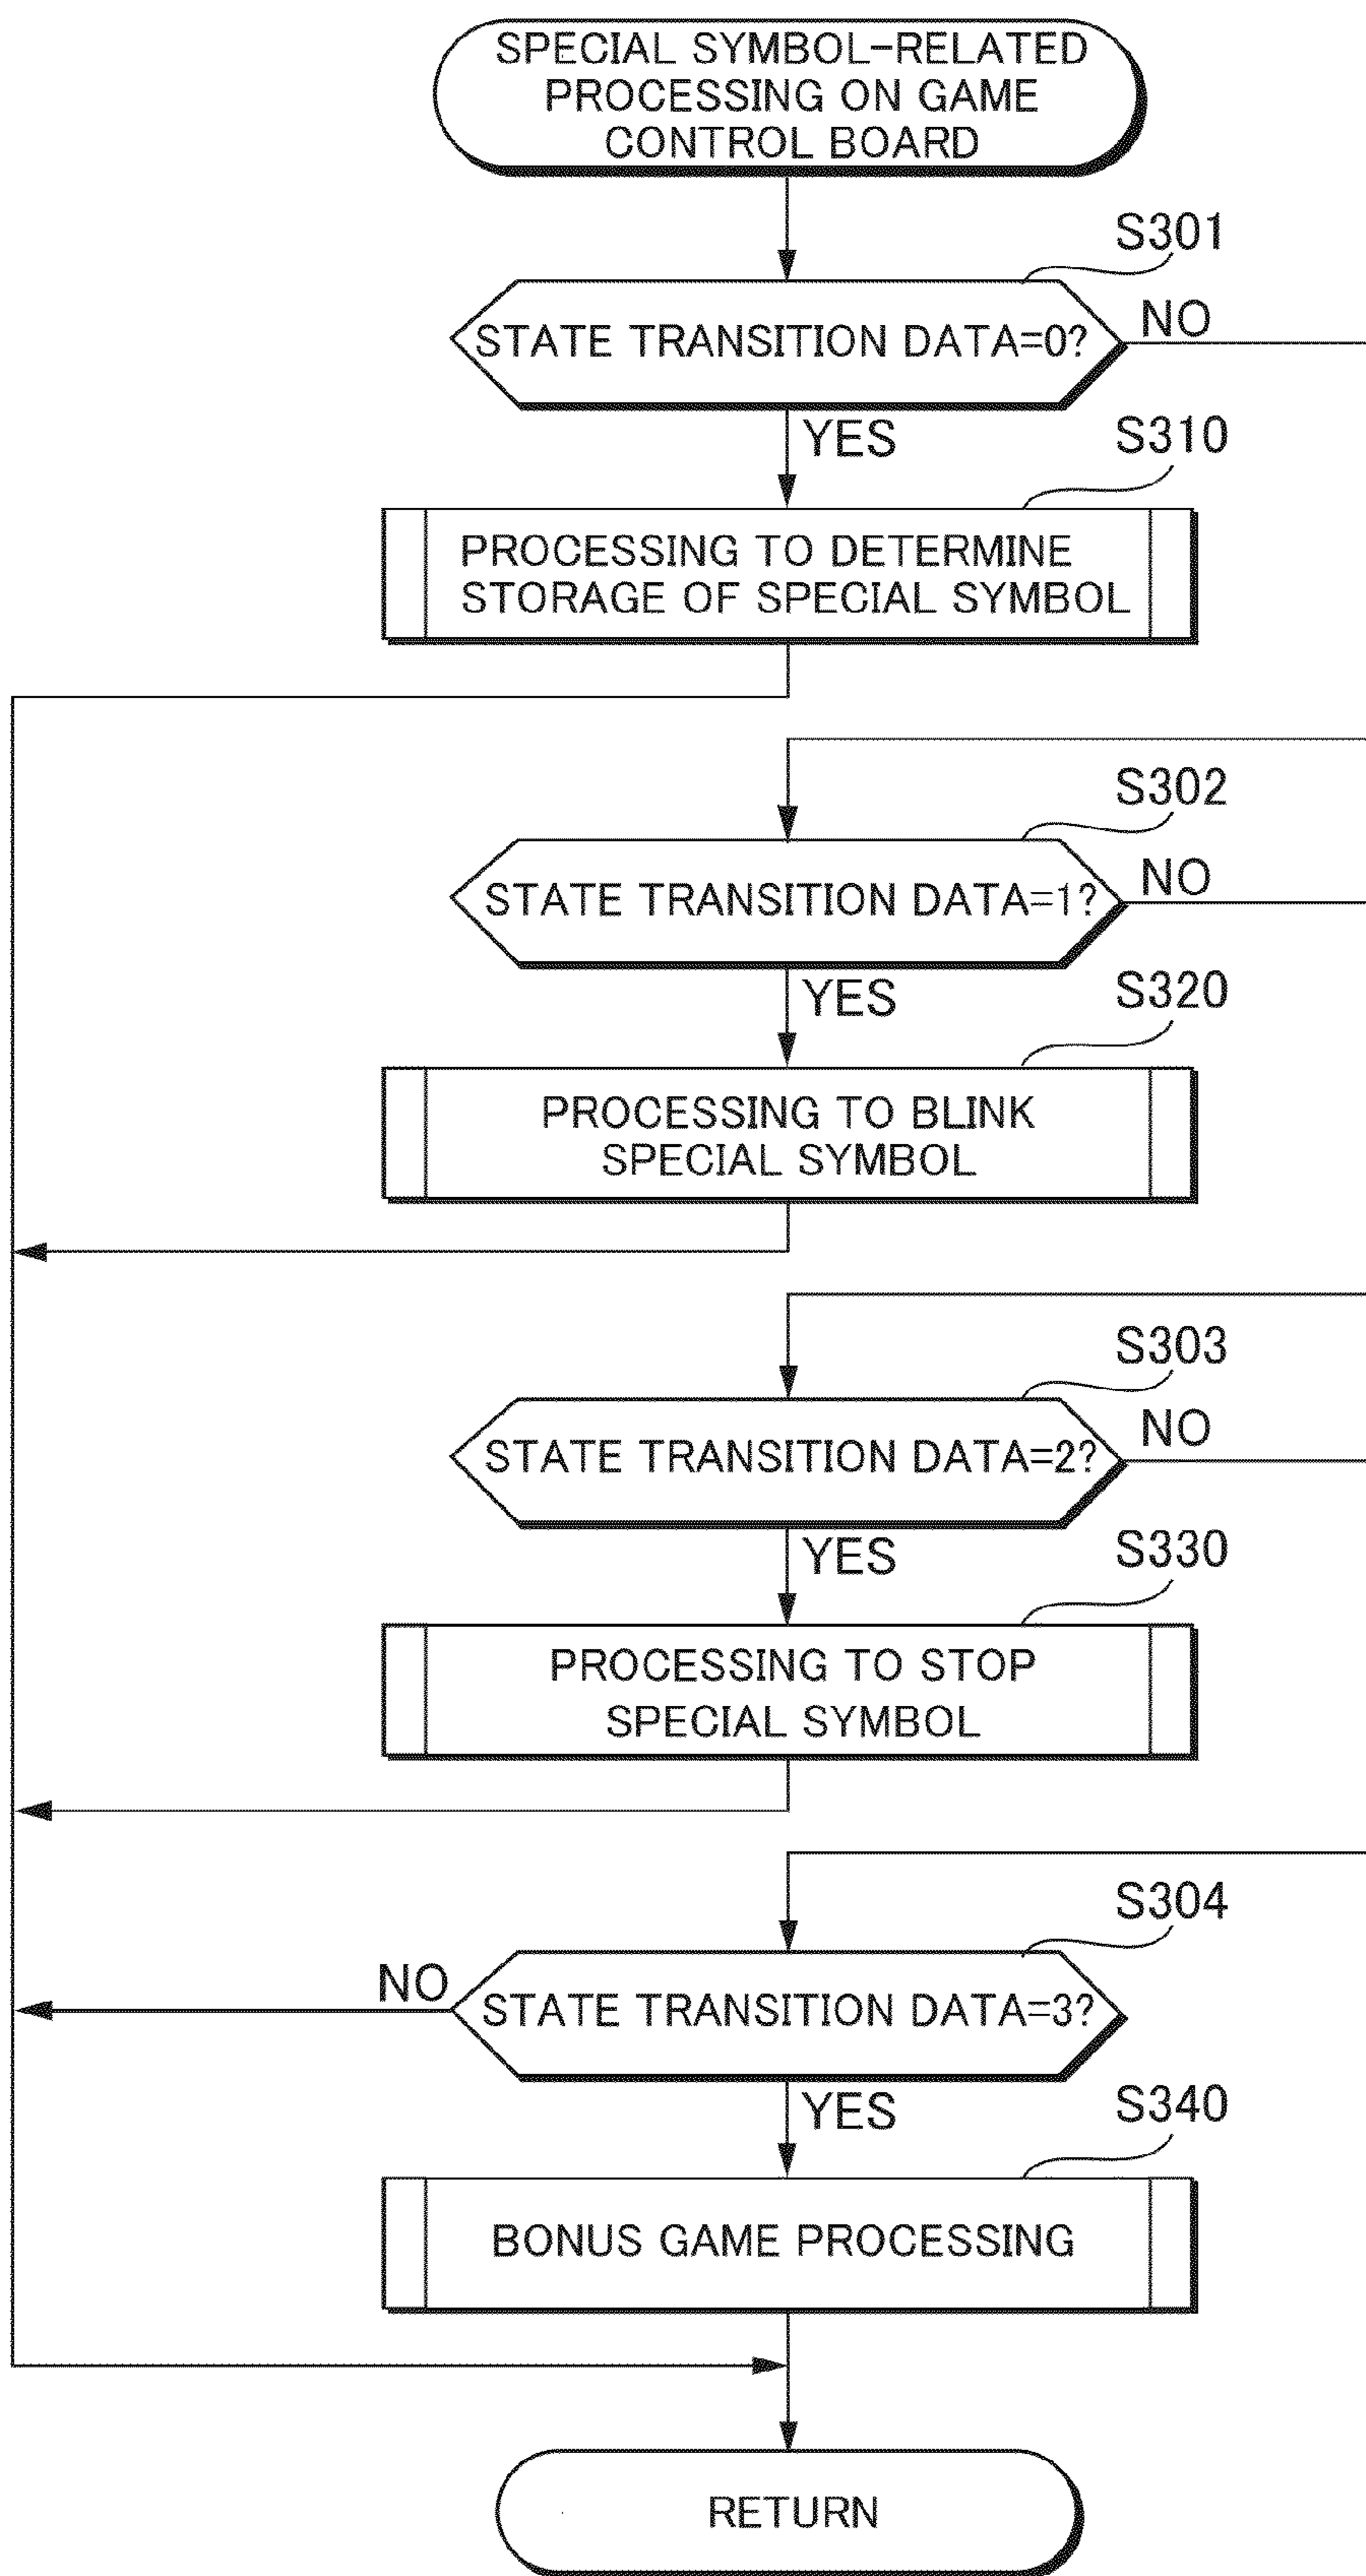 SPECIAL SYMBOL-RELATED
PROCESSING ON GAME
CONTROL BOARD
S301
STATE TRANSITION DATA=0?
NO
YES
S310
PROCESSING TO DETERMINE
STORAGE OF SPECIAL SYMBOL
S302
STATE TRANSITION DATA=1?
NO
YES
S320
PROCESSING TO BLINK
SPECIAL SYMBOL
S303
STATE TRANSITION DATA=2?
NO
YES
S330
PROCESSING TO STOP
SPECIAL SYMBOL
S304
NO
STATE TRANSITION DATA=3?
YES
S340
BONUS GAME PROCESSING
RETURN